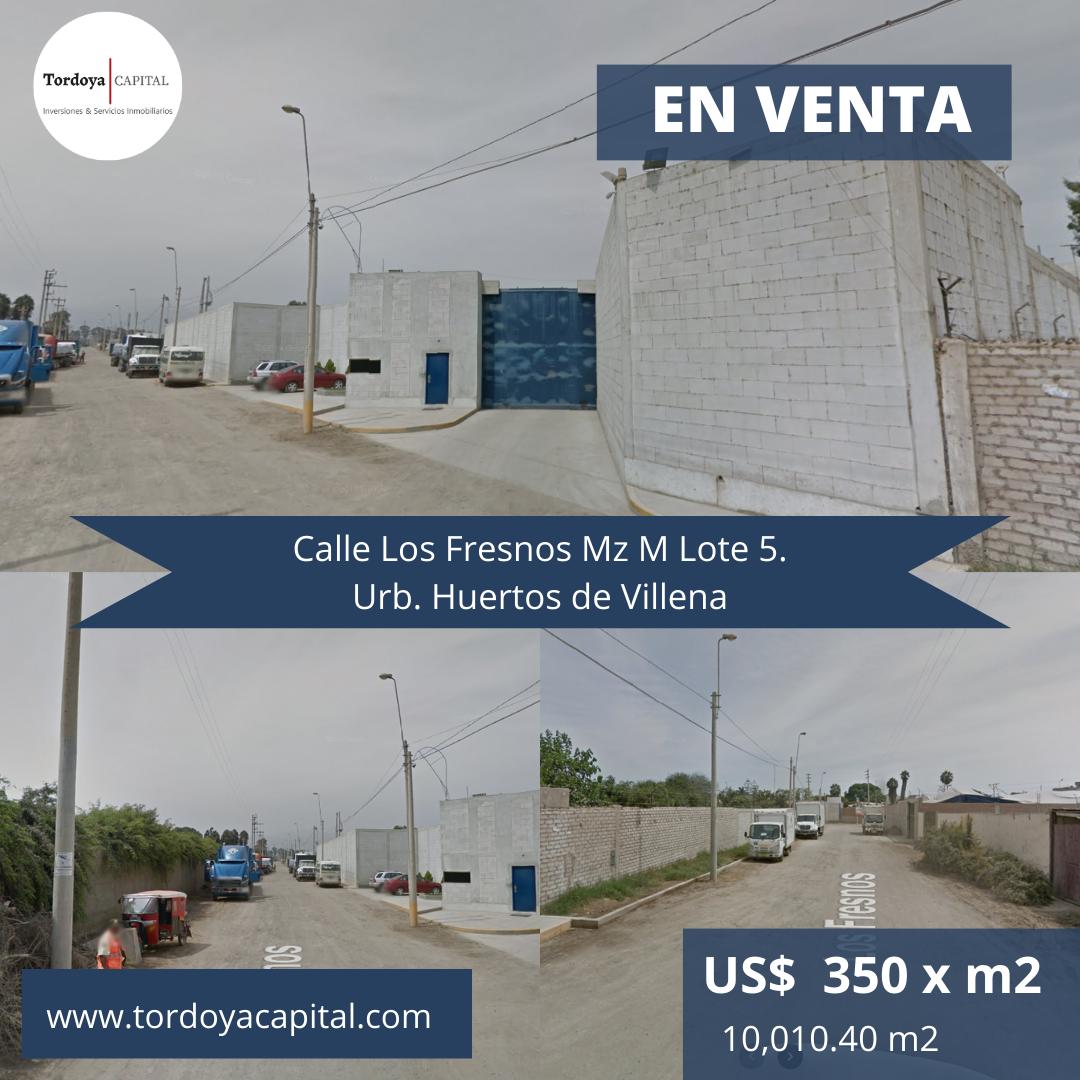 Tordoya CAPITAL
Inversiones & Servicios Inmobiliarios
EN VENTA
Calle Los Fresnos Mz M Lote 5.
Urb. Huertos de Villena
Fresnos
www.tordoyacapital.com
US$ 350 x m2
10,010.40 m2